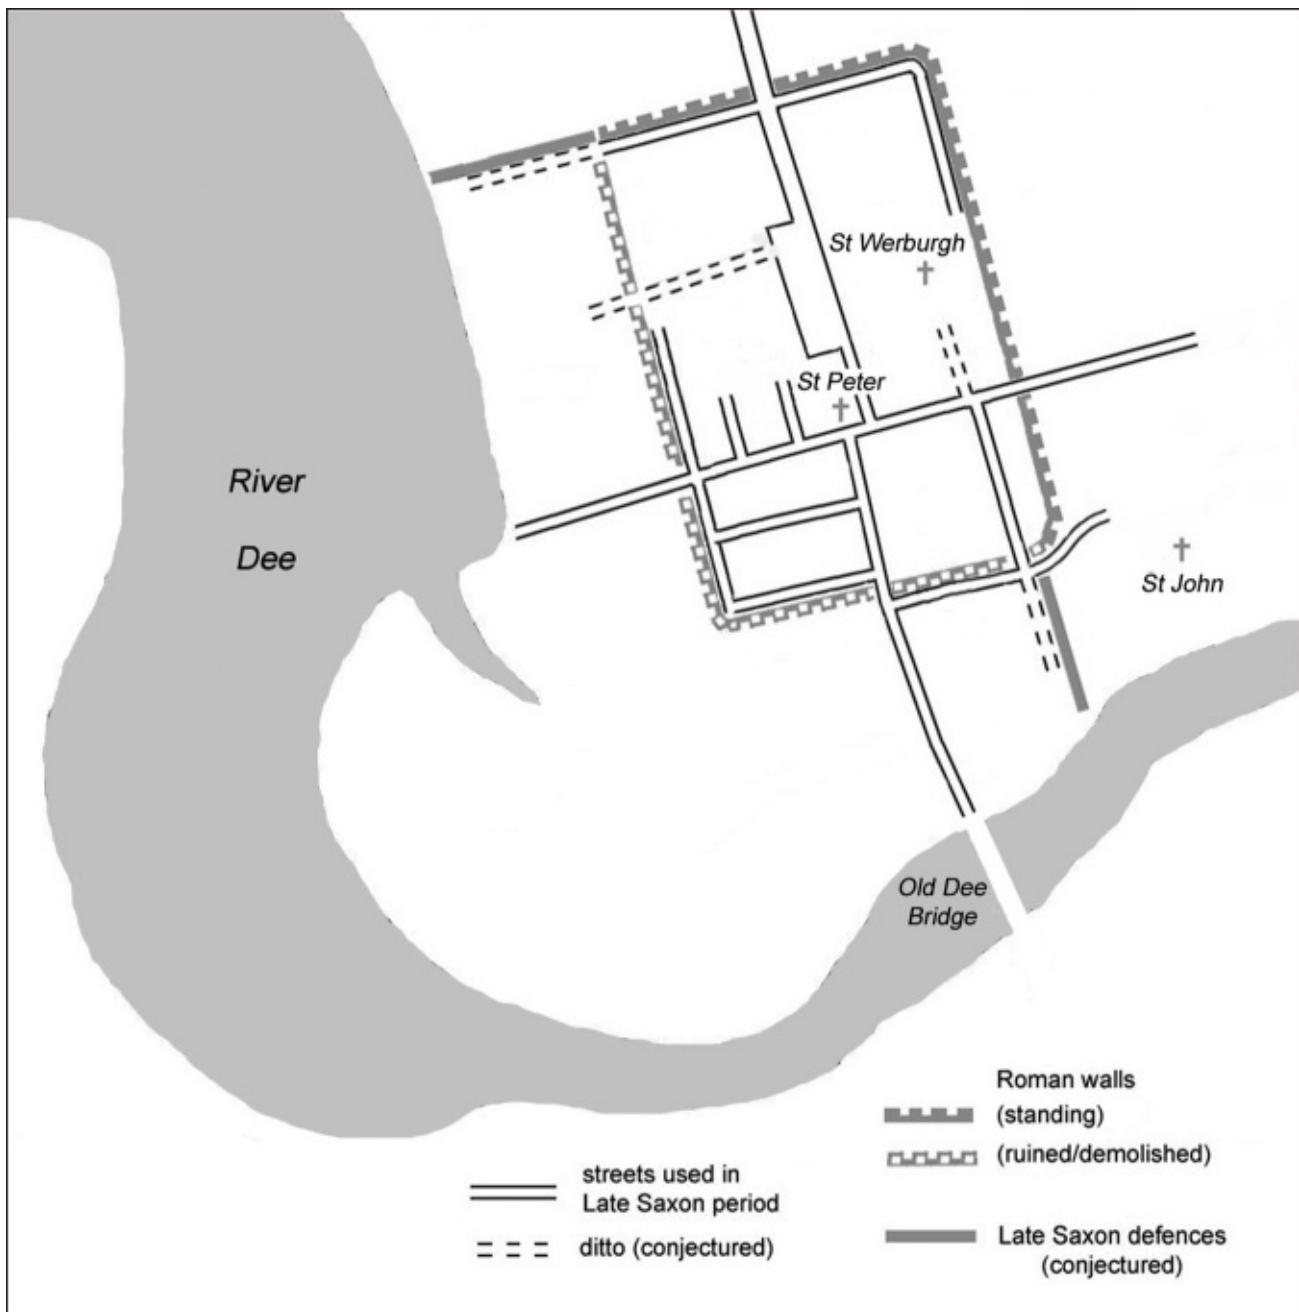 St Werburgh
St Peter
River
Dee
St John
Old Dee
Bridge
Roman walls
(standing)
(ruined/demolished)
streets used in
Late Saxon period
ditto (conjectured)
Late Saxon defences
(conjectured)